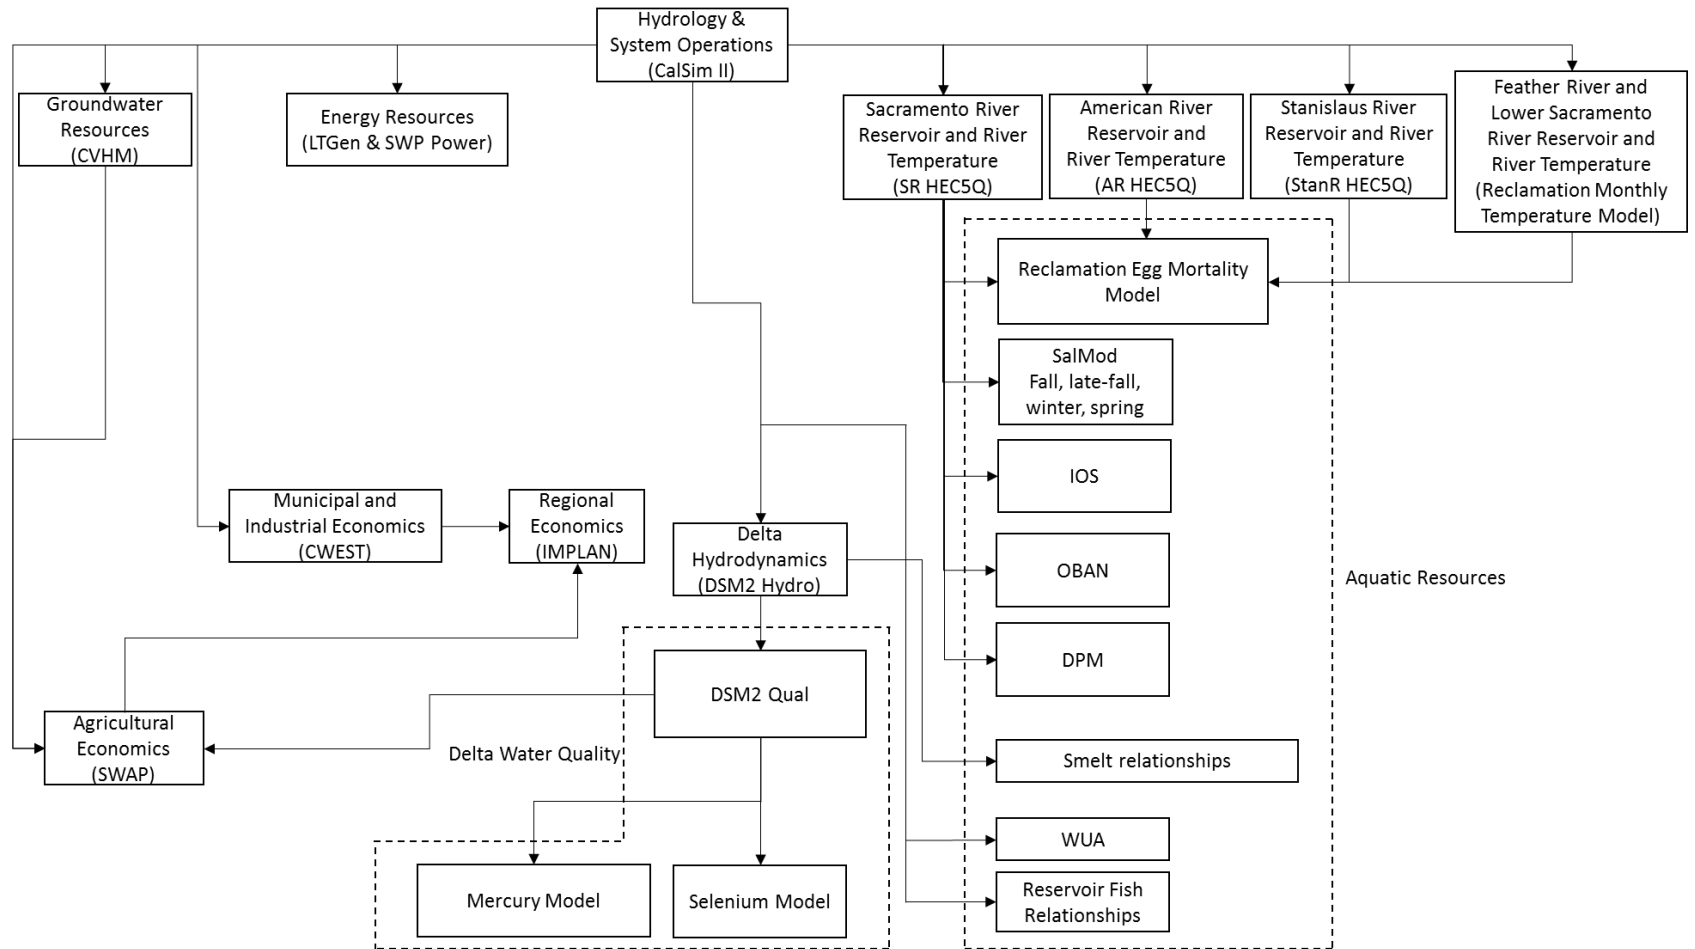 Hydrology &
System Operations
(CalSim II)
Groundwater
Resources
(CVHM)
Energy Resources
(LTGen & SWP Power)
Sacramento River
Reservoir and River
Temperature
(SR HEC5Q)
American River
Reservoir and
River Temperature
(AR HEC5Q)
Stanislaus River
Reservoir and River
Temperature
(StanR HEC5Q)
Feather River and
Lower Sacramento
River Reservoir and
River Temperature
(Reclamation Monthly
Temperature Model)
Reclamation Egg Mortality
Model
SalMod
Fall, late-fall,
winter, spring
IOS
Municipal and
Industrial Economics
(CWEST)
Regional
Economics
(IMPLAN)
Delta
Hydrodynamics
(DSM2 Hydro)
OBAN
Aquatic Resources
DPM
DSM2 Qual
Agricultural
Economics
(SWAP)
Delta Water Quality
Smelt relationships
WUA
Mercury Model
Selenium Model
Reservoir Fish
Relationships